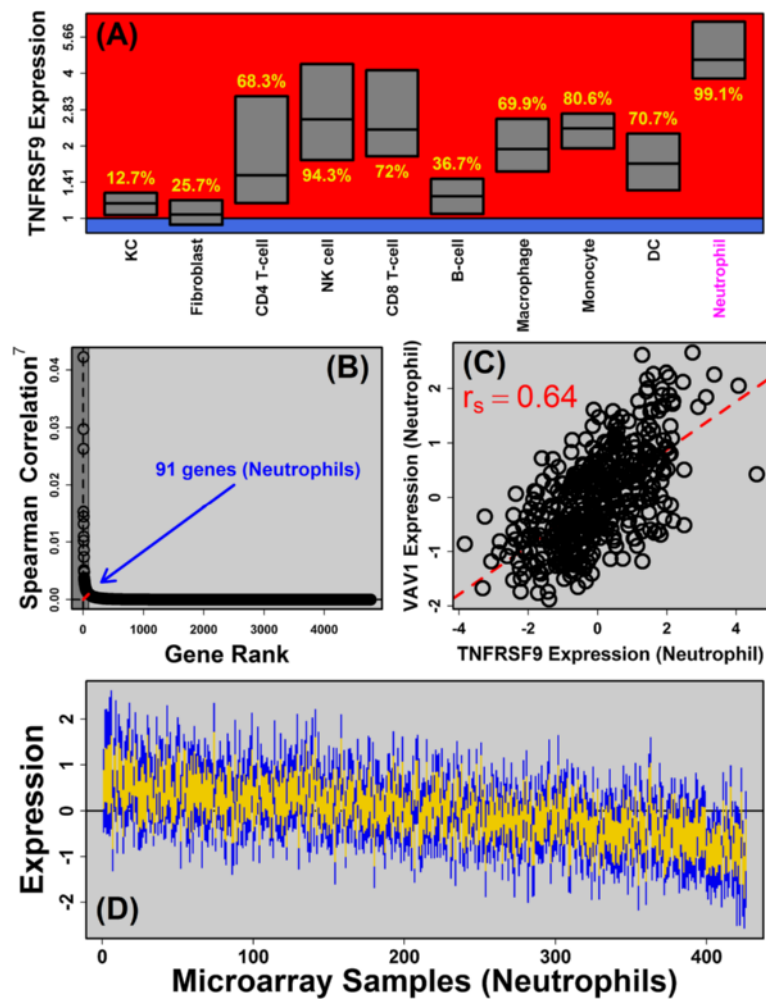 (A)
TNFRSF9 Expression
5.66
4
2.83
2
1.41
1
12.7%
25.7%
68.3%
94.3%
72%
36.7%
69.9%
80.6%
70.7%
99.1%
KC
Fibroblast
CD4 T-cell
NK cell
CD8 T-cell
B-cell
Macrophage
Monocyte
DC
Neutrophil
(B)
Spearman Correlation7
0.04
0.03
0.02
0.01
0.00
91 genes (Neutrophils)
0
1000
2000
3000
4000
Gene Rank
(C)
rs = 0.64
VAV1 Expression (Neutrophil)
2
1
0
-1
-2
-4
-2
0
2
4
TNFRSF9 Expression (Neutrophil)
Expression
2
1
0
-1
-2
(D)
0
100
200
300
400
Microarray Samples (Neutrophils)